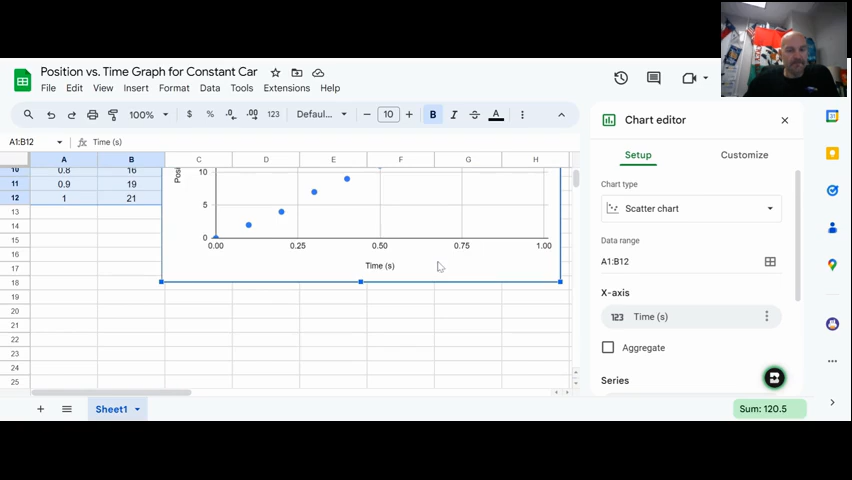 Position vs. Time Graph for Constant Car
File Edit View Insert Format Data Tools Extensions Help
100% $ % .0 .00 123 Defaul... 10 B I S A
A1:B12 fx Time (s)
A B C D E F G H
10 0.8 16
11 0.9 19
12 1 21
13
14
15
16
17
18
19
20
21
22
23
24
25
Posi
10
5
0
0.00 0.25 0.50 0.75 1.00
Time (s)
Sheet1
Chart editor
Setup Customize
Chart type
Scatter chart
Data range
A1:B12
X-axis
123 Time (s)
Aggregate
Series
Sum: 120.5